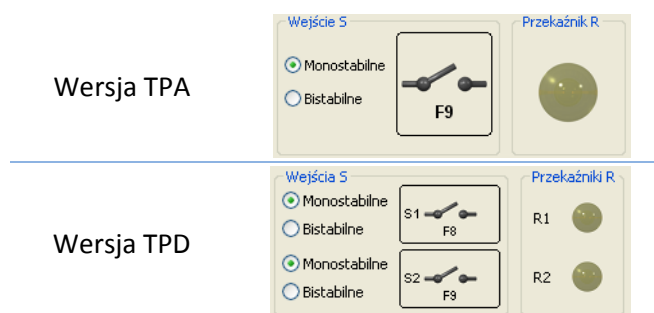 Wersja TPA
Wejście S
Monostabilne
Bistabilne
F9
Przekaźnik R
Wersja TPD
Wejścia S
Monostabilne
Bistabilne
S1
F8
Monostabilne
Bistabilne
S2
F9
Przekaźniki R
R1
R2